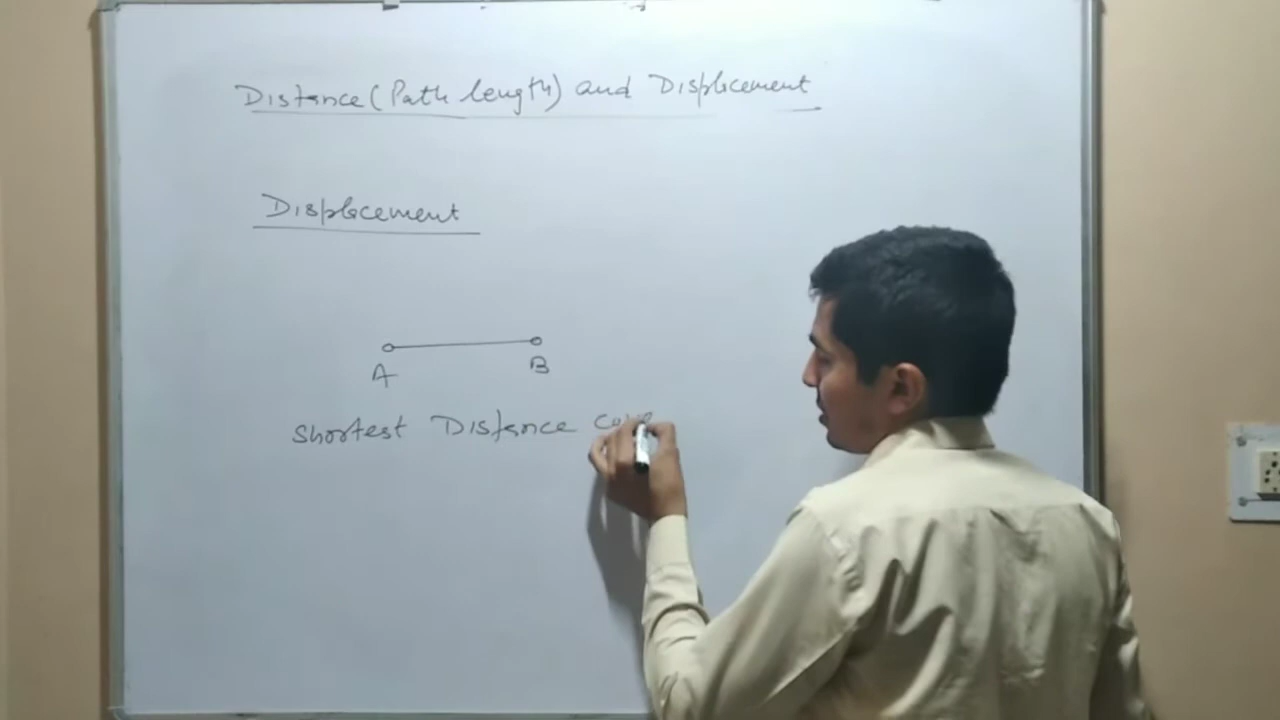 Distance (Path length) and Displacement
Displacement
A B
Shortest Distance